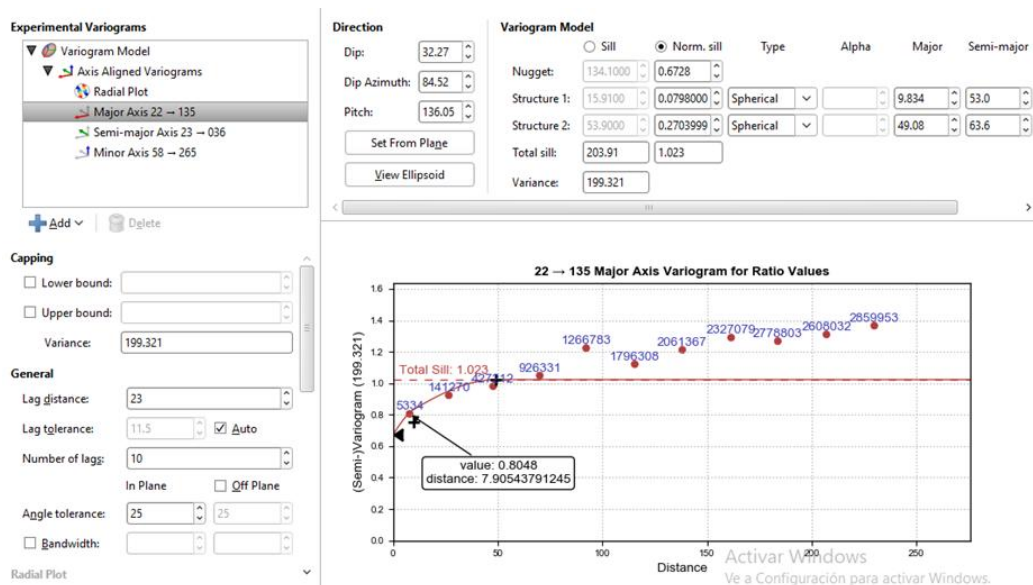 Experimental Variograms
Variogram Model
Axis Aligned Variograms
Radial Plot
Major Axis 22 → 135
Semi-major Axis 23 → 036
Minor Axis 58 → 265
Add
Delete
Capping
Lower bound:
Upper bound:
Variance: 199.321
General
Lag distance: 23
Lag tolerance: 11.5 Auto
Number of lags: 10
In Plane Off Plane
Angle tolerance: 25 25
Bandwidth:
Radial Plot
Direction
Dip: 32.27
Dip Azimuth: 84.52
Pitch: 136.05
Set From Plane
View Ellipsoid
Variogram Model
Sill Norm. sill Type Alpha Major Semi-major
Nugget: 134.1000 0.6728
Structure 1: 15.9100 0.0798000 Spherical 9.834 53.0
Structure 2: 53.9000 0.2703999 Spherical 49.08 63.6
Total sill: 203.91 1.023
Variance: 199.321
22 → 135 Major Axis Variogram for Ratio Values
(Semi-)Variogram (199.321)
1.6
1.4
1.2
1.0
0.8
0.6
0.4
0.2
0.0
Total Sill: 1.023
5334
141270
926331
1266783
1796308
2061367
2327079
2778803
2608032
2859953
value: 0.8048
distance: 7.90543791245
0 50 100 150 200 250
Distance
Activar Windows
Ve a Configuración para activar Windows.